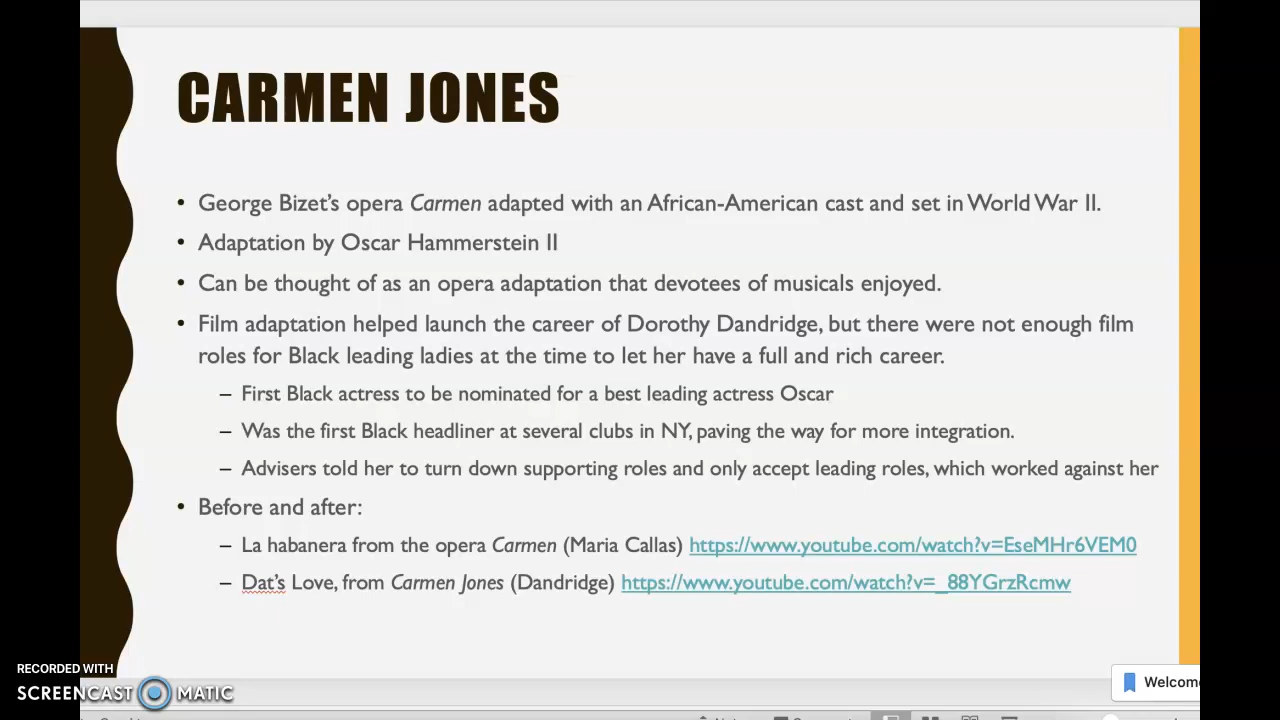 CARMEN JONES
• George Bizet's opera Carmen adapted with an African-American cast and set in World War II.
• Adaptation by Oscar Hammerstein II
• Can be thought of as an opera adaptation that devotees of musicals enjoyed.
• Film adaptation helped launch the career of Dorothy Dandridge, but there were not enough film
roles for Black leading ladies at the time to let her have a full and rich career.
– First Black actress to be nominated for a best leading actress Oscar
– Was the first Black headliner at several clubs in NY, paving the way for more integration.
– Advisers told her to turn down supporting roles and only accept leading roles, which worked against her
• Before and after:
– La habanera from the opera Carmen (Maria Callas) https://www.youtube.com/watch?v=EseMHr6VEM0
– Dat's Love, from Carmen Jones (Dandridge) https://www.youtube.com/watch?v=_88YGrzRcmw
RECORDED WITH
SCREENCAST MATIC
Welcome